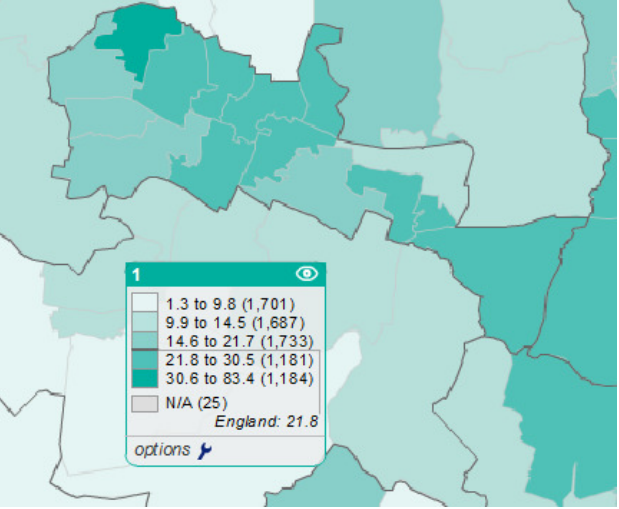 1
1.3 to 9.8 (1,701)
9.9 to 14.5 (1,687)
14.6 to 21.7 (1,733)
21.8 to 30.5 (1,181)
30.6 to 83.4 (1,184)
N/A (25)
England: 21.8
options